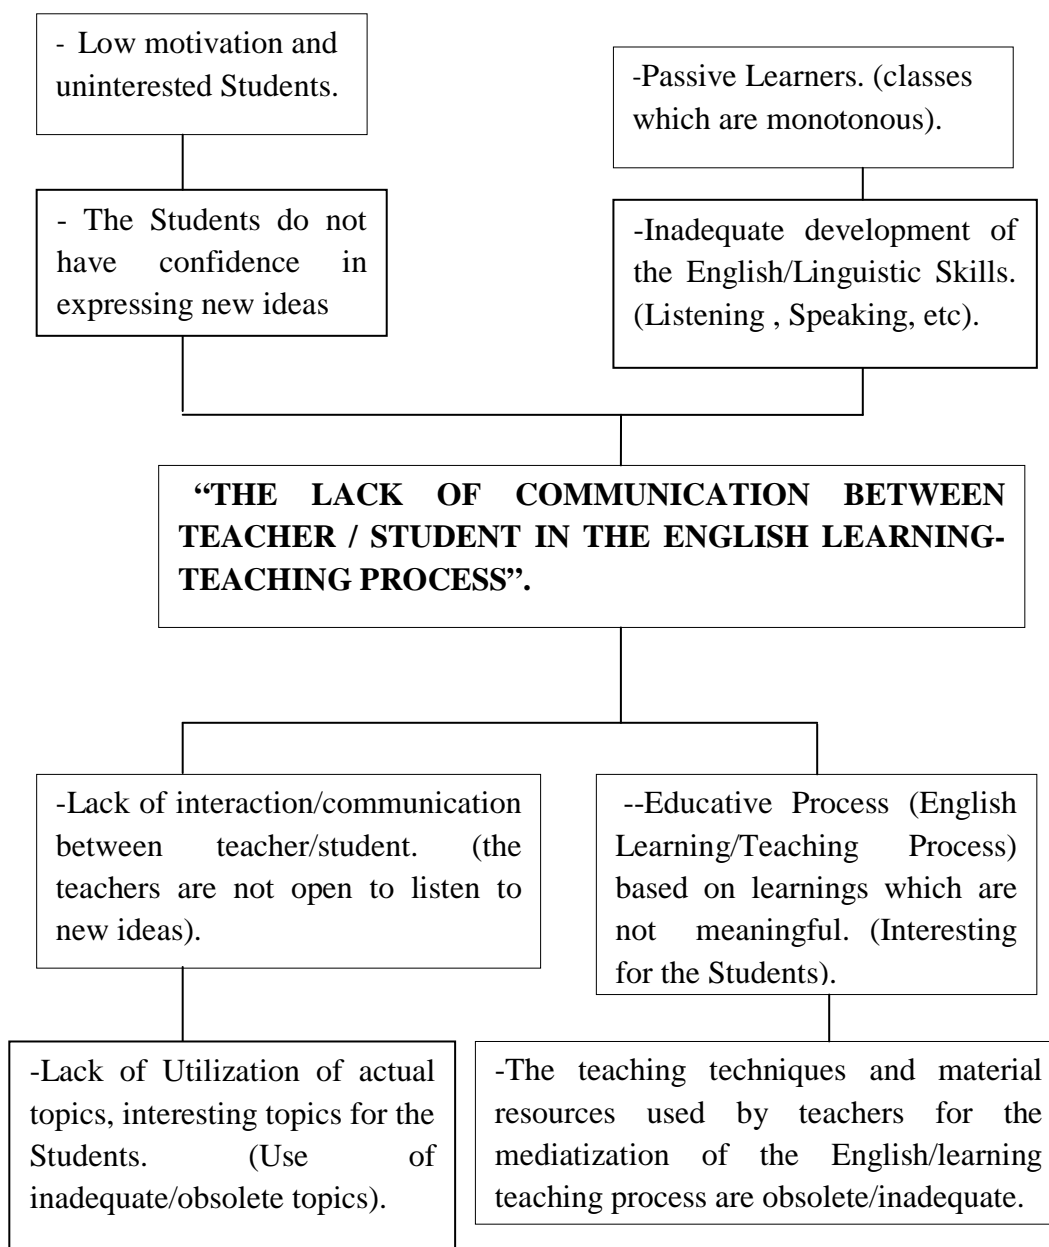 - Low motivation and
uninterested Students.
-Passive Learners. (classes
which are monotonous).
- The Students do not
have confidence in
expressing new ideas
-Inadequate development of
the English/Linguistic Skills.
(Listening , Speaking, etc).
“THE LACK OF COMMUNICATION BETWEEN
TEACHER / STUDENT IN THE ENGLISH LEARNING-
TEACHING PROCESS”.
-Lack of interaction/communication
between teacher/student. (the
teachers are not open to listen to
new ideas).
--Educative Process (English
Learning/Teaching Process)
based on learnings which are
not meaningful. (Interesting
for the Students).
-Lack of Utilization of actual
topics, interesting topics for the
Students. (Use of
inadequate/obsolete topics).
-The teaching techniques and material
resources used by teachers for the
mediatization of the English/learning
teaching process are obsolete/inadequate.